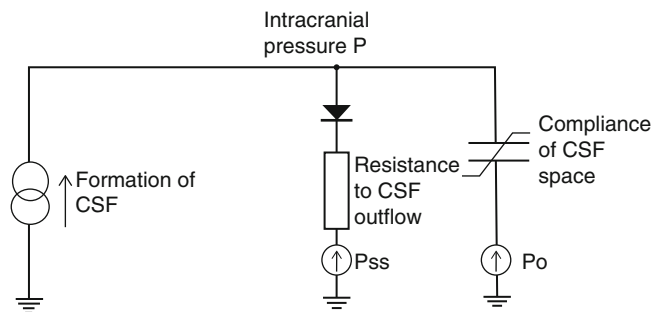 Intracranial
pressure P
Formation of
CSF
Resistance
to CSF
outflow
Compliance
of CSF
space
Pss
Po